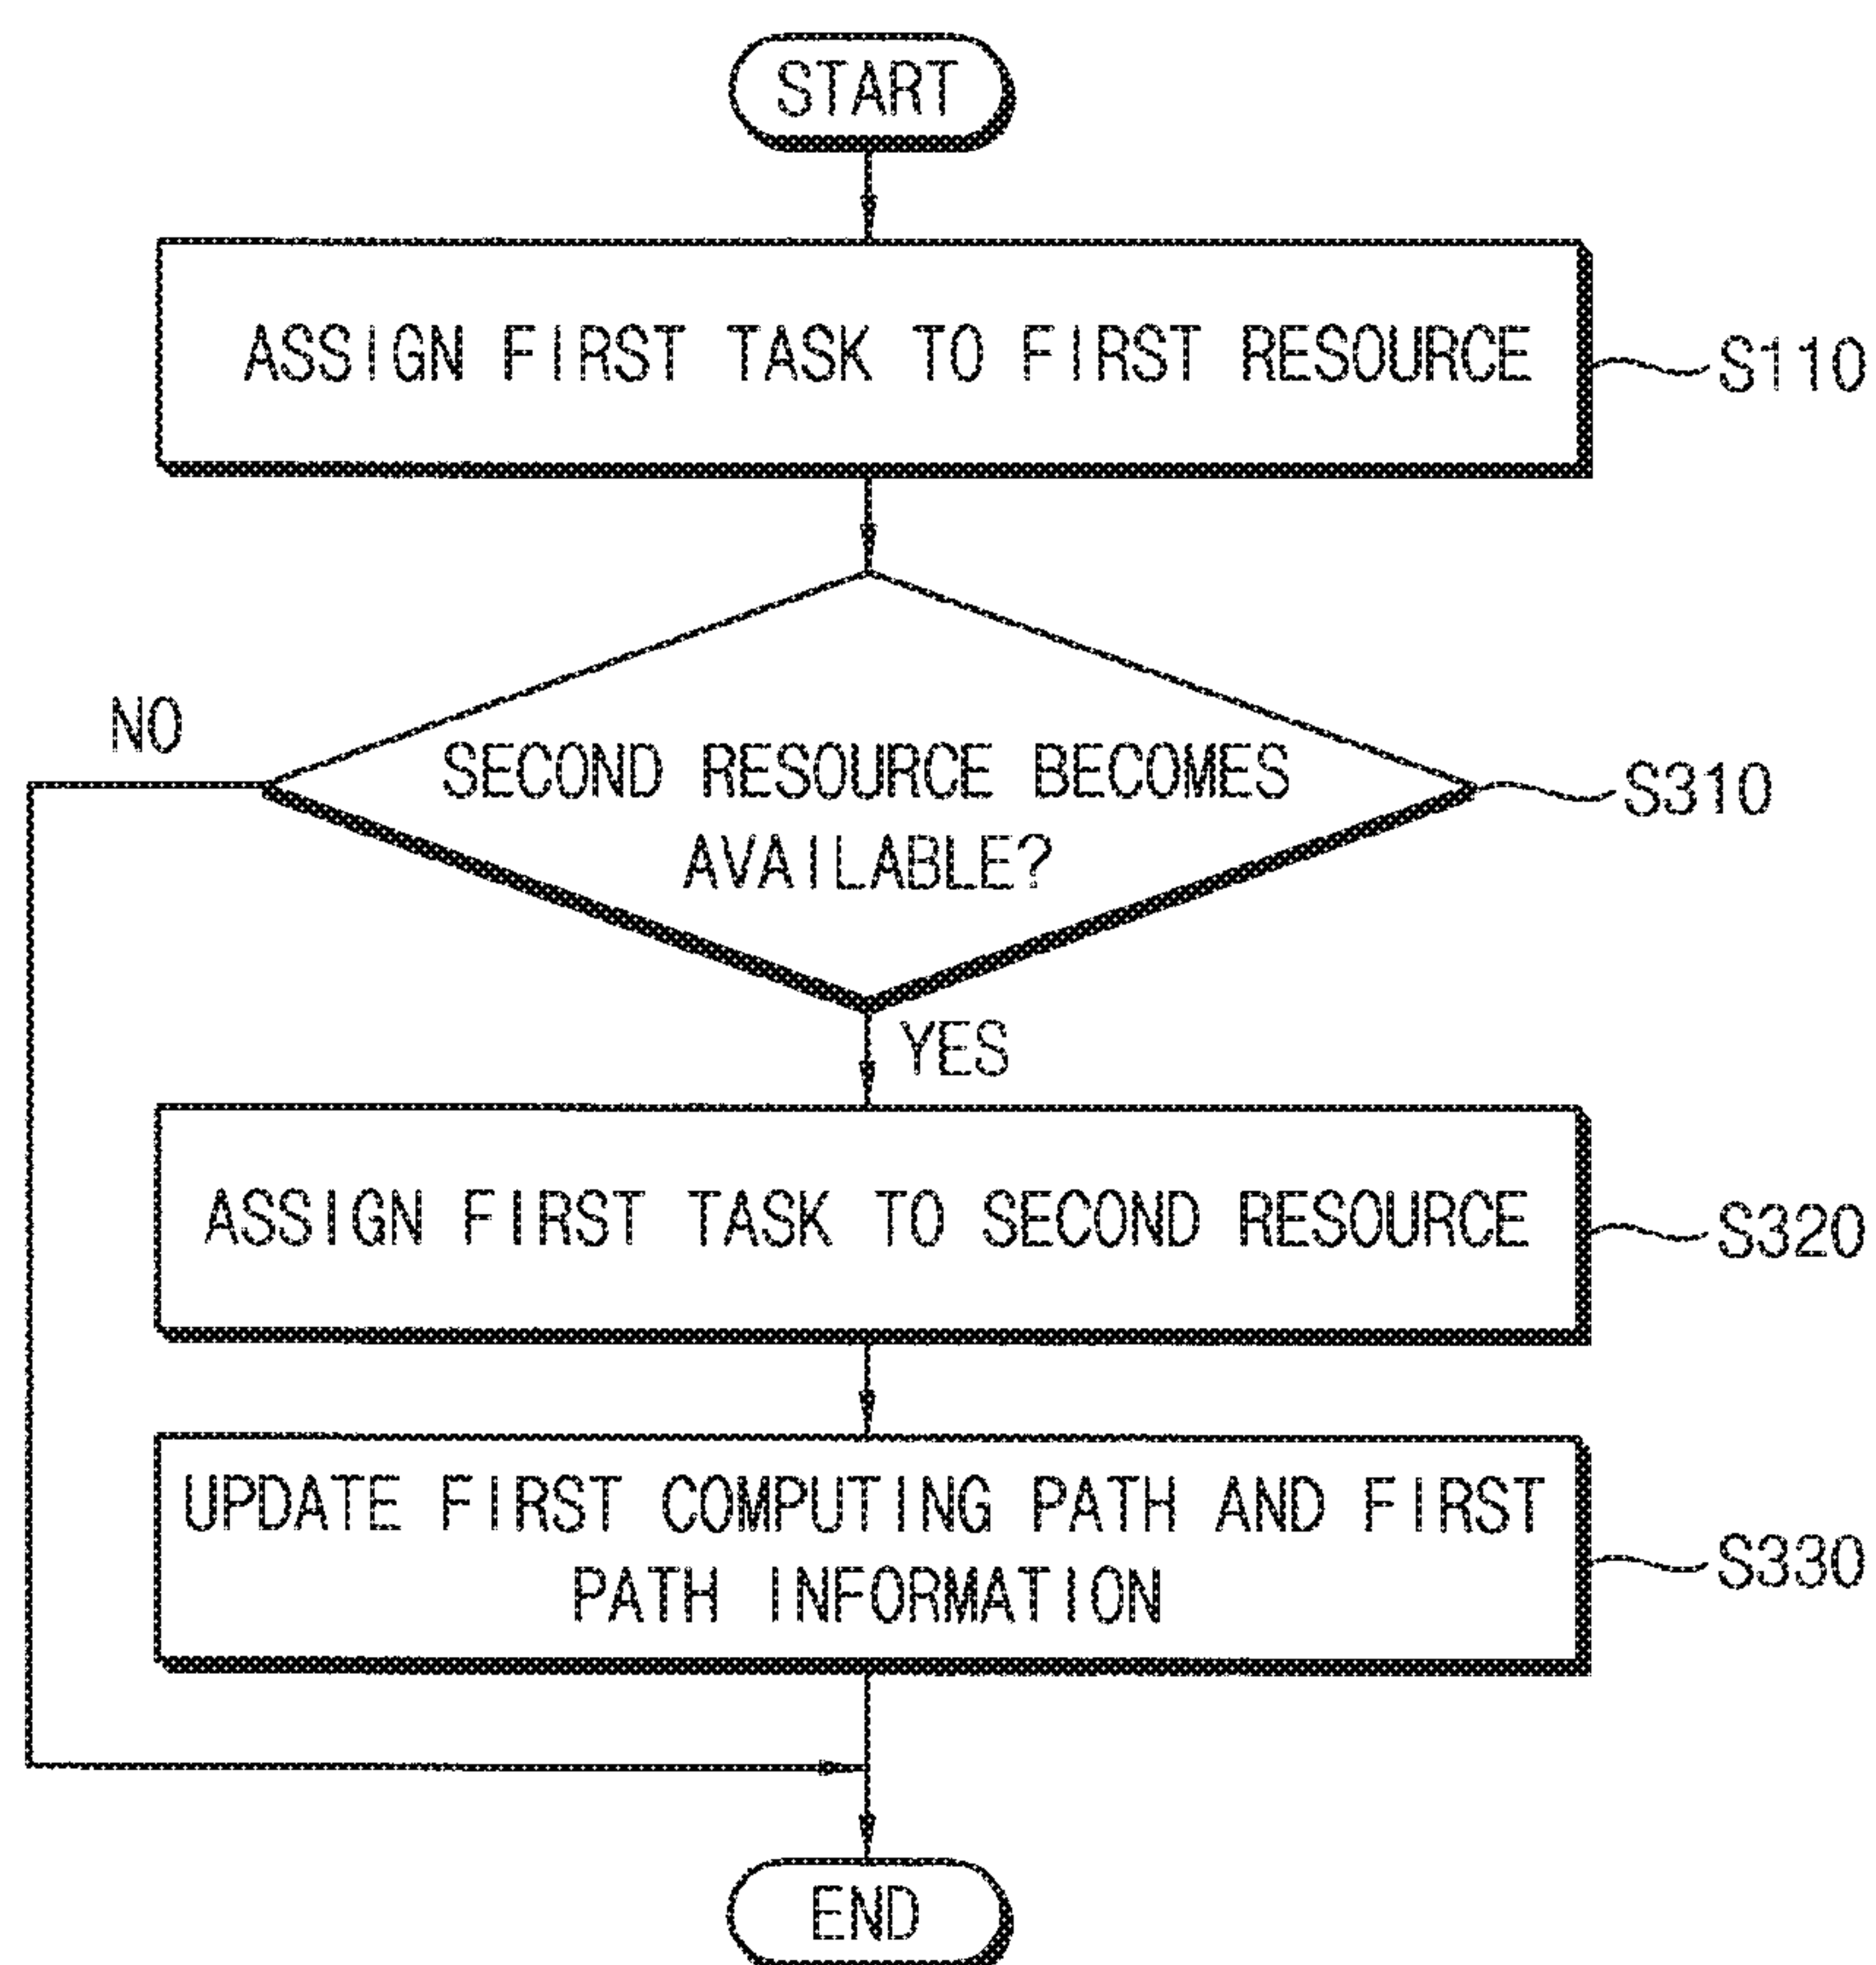 START
ASSIGN FIRST TASK TO FIRST RESOURCE
S110
NO
SECOND RESOURCE BECOMES
AVAILABLE?
S310
YES
ASSIGN FIRST TASK TO SECOND RESOURCE
S320
UPDATE FIRST COMPUTING PATH AND FIRST
PATH INFORMATION
S330
END